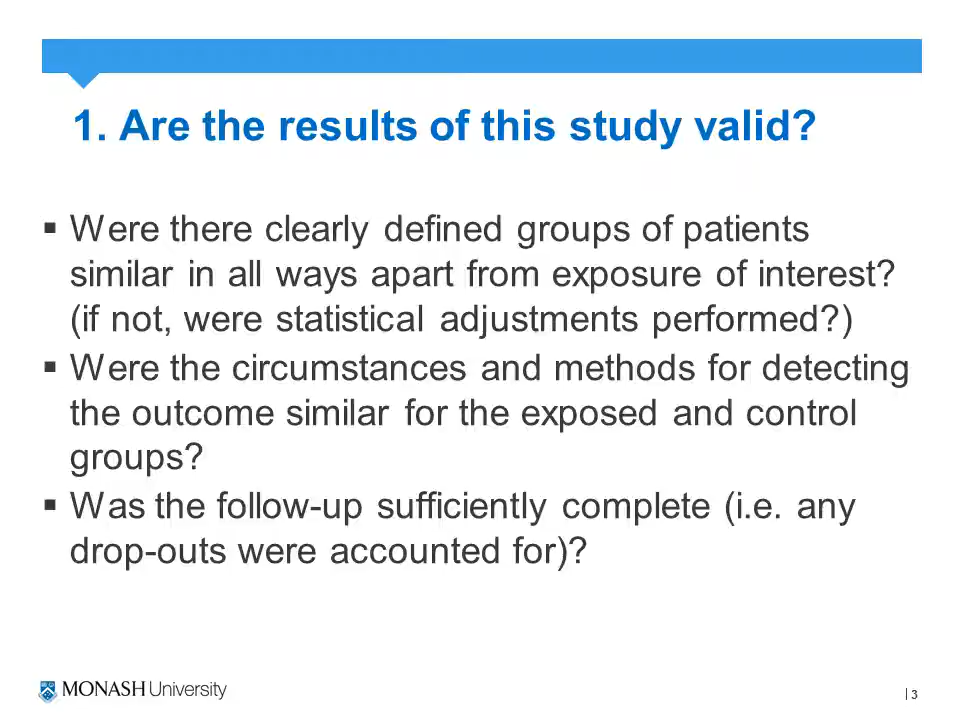 1. Are the results of this study valid?
▪ Were there clearly defined groups of patients
similar in all ways apart from exposure of interest?
(if not, were statistical adjustments performed?)
▪ Were the circumstances and methods for detecting
the outcome similar for the exposed and control
groups?
▪ Was the follow-up sufficiently complete (i.e. any
drop-outs were accounted for)?
MONASH University
| 3